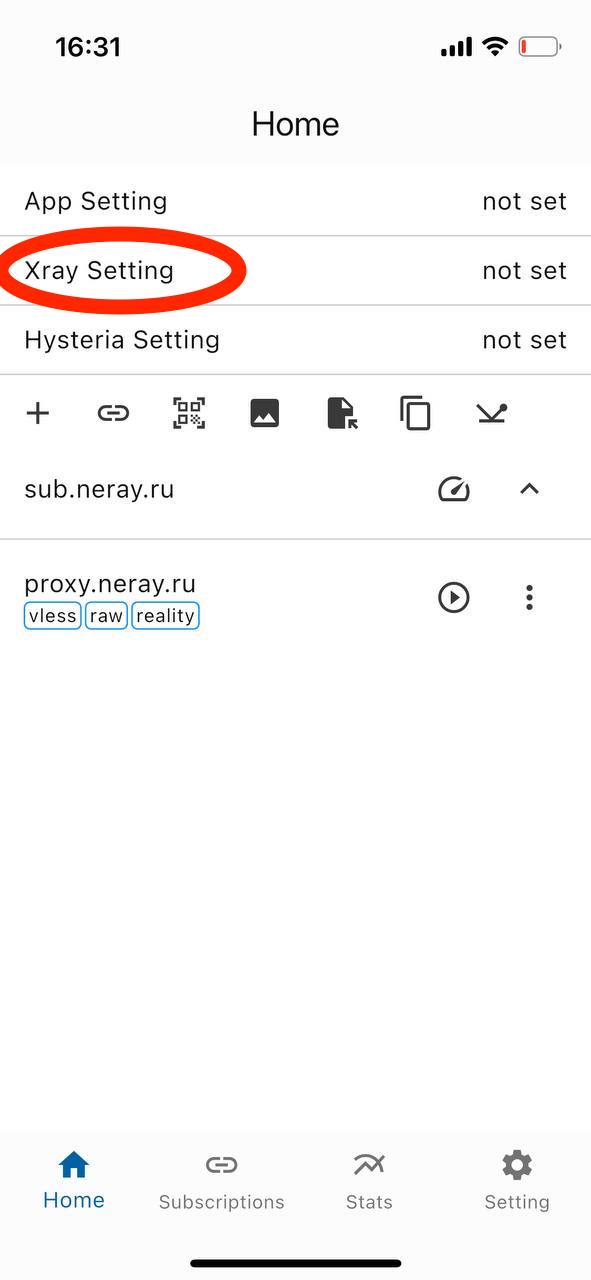 16:31
Home
App Setting not set
Xray Setting not set
Hysteria Setting not set
sub.neray.ru
proxy.neray.ru
vless raw reality
Home Subscriptions Stats Setting